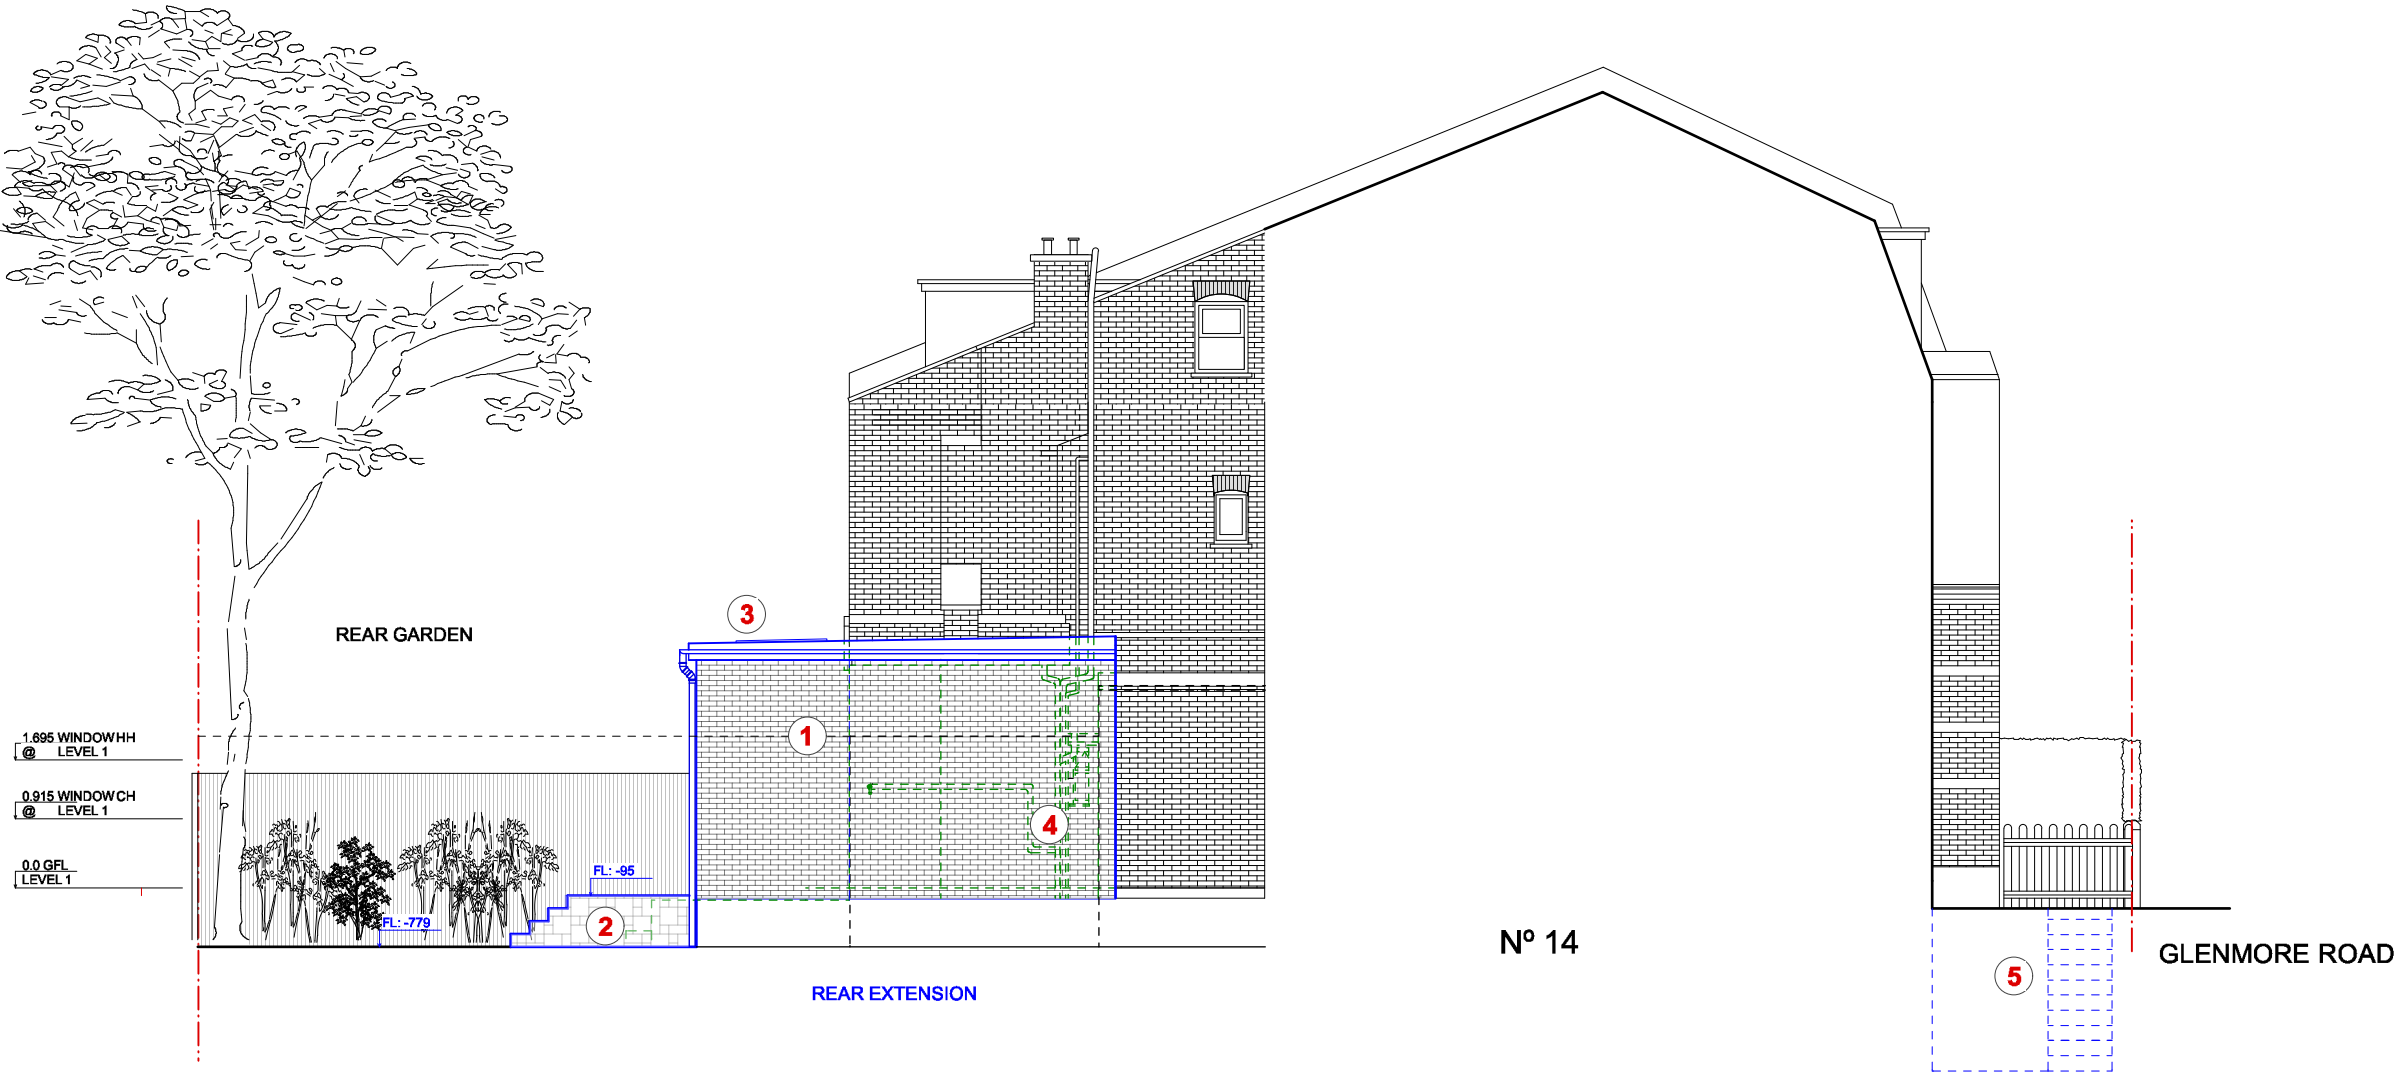 3
REAR GARDEN
1.695 WINDOW HH
@ LEVEL 1
1
0.915 WINDOW CH
@ LEVEL 1
4
0.0 GFL
LEVEL 1
FL: -95
FL: -779
2
Nº 14
GLENMORE ROAD
5
REAR EXTENSION